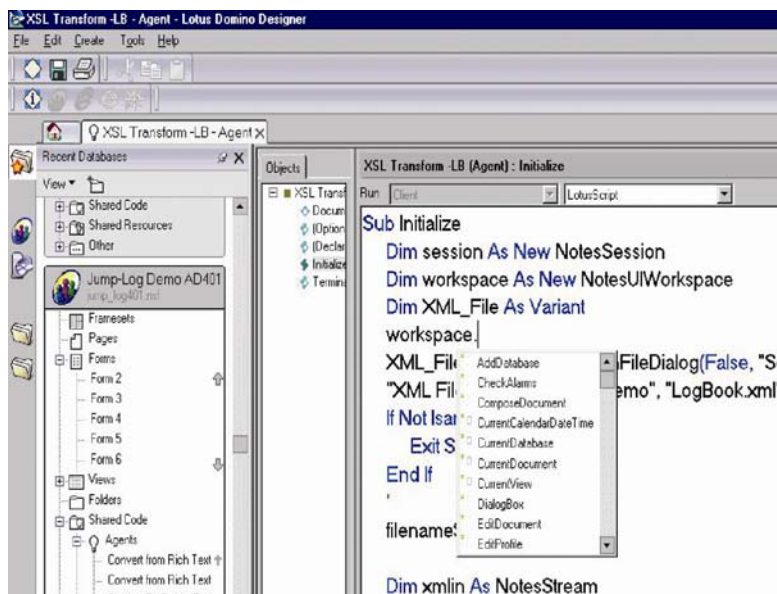 XSL Transform -LB - Agent - Lotus Domino Designer
File Edit Create Tools Help
XSL Transform -LB - Agent
Recent Databases
View
Shared Code
Shared Resources
Other
Jump-Log Demo AD401
jump_log401.nsf
Framesets
Pages
Forms
Form 2
Form 3
Form 4
Form 5
Form 6
Views
Folders
Shared Code
Agents
Convert from Rich Text
Convert from Rich Text
Objects
XSL Transf
Docum
(Option
(Declar
Initialize
Termin
XSL Transform -LB (Agent) : Initialize
Run Client LotusScript
Sub Initialize
Dim session As New NotesSession
Dim workspace As New NotesUIWorkspace
Dim XML_File As Variant
workspace.
XML_File nFileDialog(False, "S
"XML Fil emo", "LogBook.xml
If Not Isar
Exit S
End If
'
filename
Dim xmlin As NotesStream
AddDatabase
CheckAlarms
ComposeDocument
CurrentCalendarDateTime
CurrentDatabase
CurrentDocument
CurrentView
DialogBox
EditDocument
EditProfile